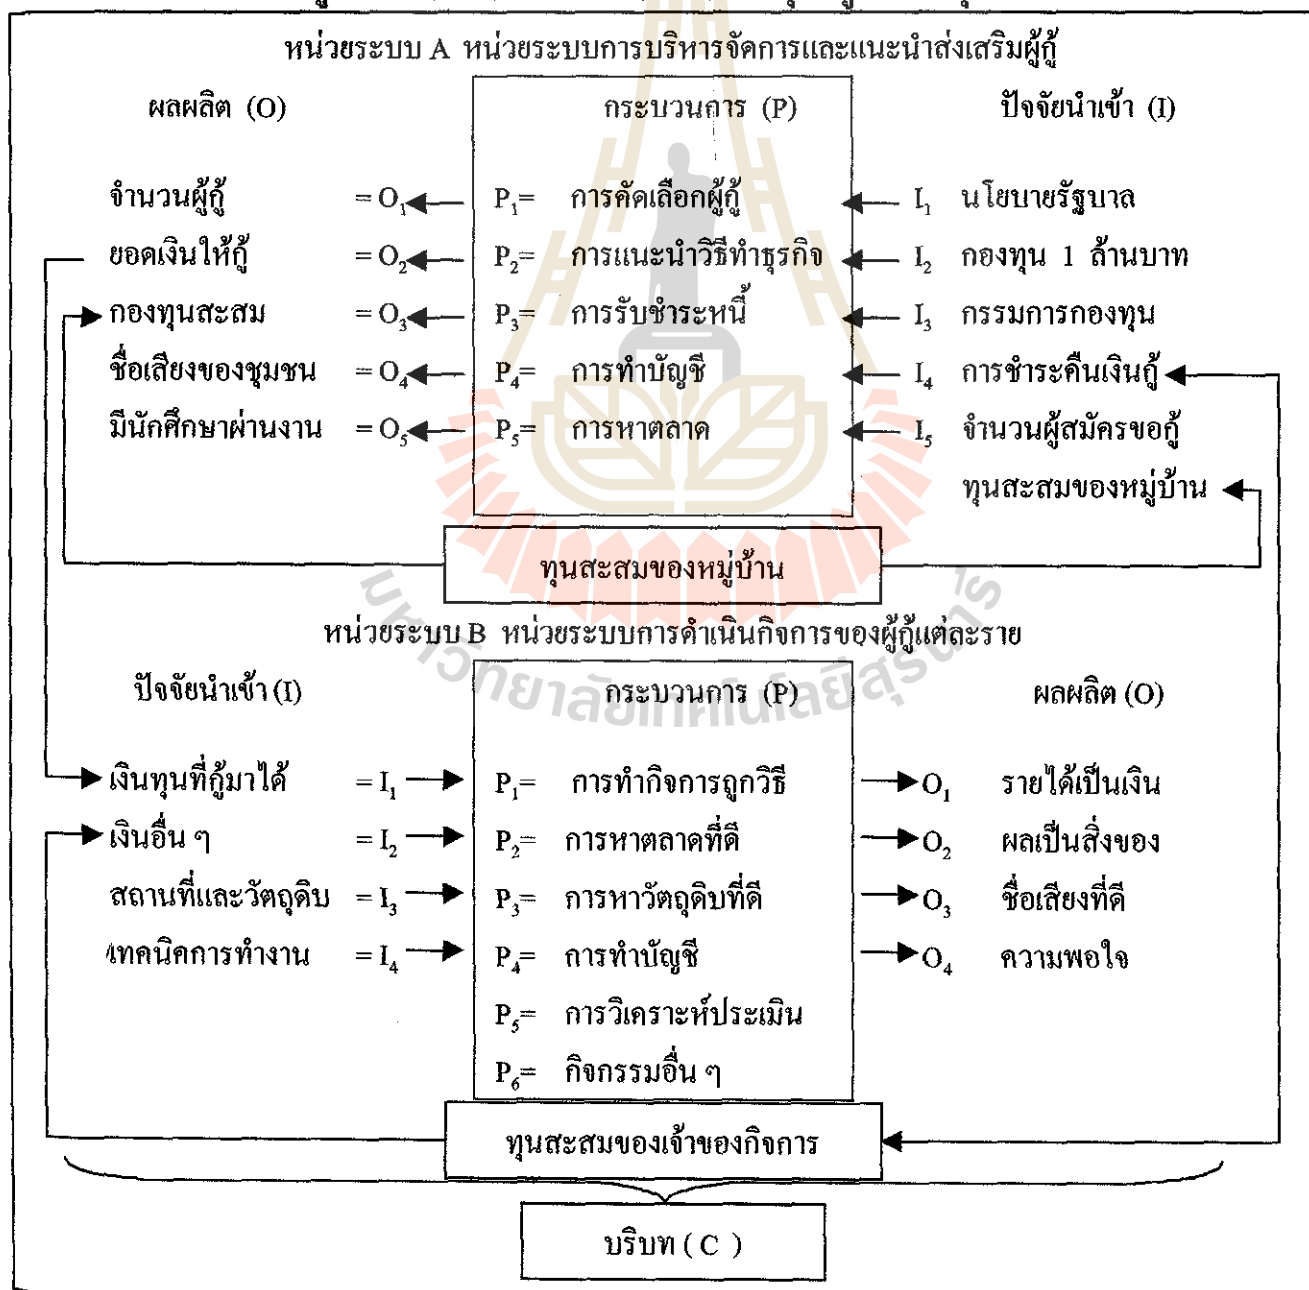 หน่วยระบบ A หน่วยระบบการบริหารจัดการและแนะนำส่งเสริมผู้กู้
ผลผลิต (O) กระบวนการ (P) ปัจจัยนำเข้า (I)
จำนวนผู้กู้ = O₁ P₁= การคัดเลือกผู้กู้ I₁ นโยบายรัฐบาล
ยอดเงินให้กู้ = O₂ P₂= การแนะนำวิธีทำธุรกิจ I₂ กองทุน 1 ล้านบาท
กองทุนสะสม = O₃ P₃= การรับชำระหนี้ I₃ กรรมการกองทุน
ชื่อเสียงของชุมชน = O₄ P₄= การทำบัญชี I₄ การชำระคืนเงินกู้
มีนักศึกษาผ่านงาน = O₅ P₅= การหาตลาด I₅ จำนวนผู้สมัครขอกู้
ทุนสะสมของหมู่บ้าน
ทุนสะสมของหมู่บ้าน
หน่วยระบบ B หน่วยระบบการดำเนินกิจการของผู้กู้แต่ละราย
ปัจจัยนำเข้า (I) กระบวนการ (P) ผลผลิต (O)
เงินทุนที่กู้มาได้ = I₁ P₁= การทำกิจการถูกวิธี O₁ รายได้เป็นเงิน
เงินอื่น ๆ = I₂ P₂= การหาตลาดที่ดี O₂ ผลเป็นสิ่งของ
สถานที่และวัตถุดิบ = I₃ P₃= การหาวัตถุดิบที่ดี O₃ ชื่อเสียงที่ดี
เทคนิคการทำงาน = I₄ P₄= การทำบัญชี O₄ ความพอใจ
P₅= การวิเคราะห์ประเมิน
P₆= กิจกรรมอื่น ๆ
ทุนสะสมของเจ้าของกิจการ
บริบท ( C )
มหาวิทยาลัยเทคโนโลยีสุรนารี